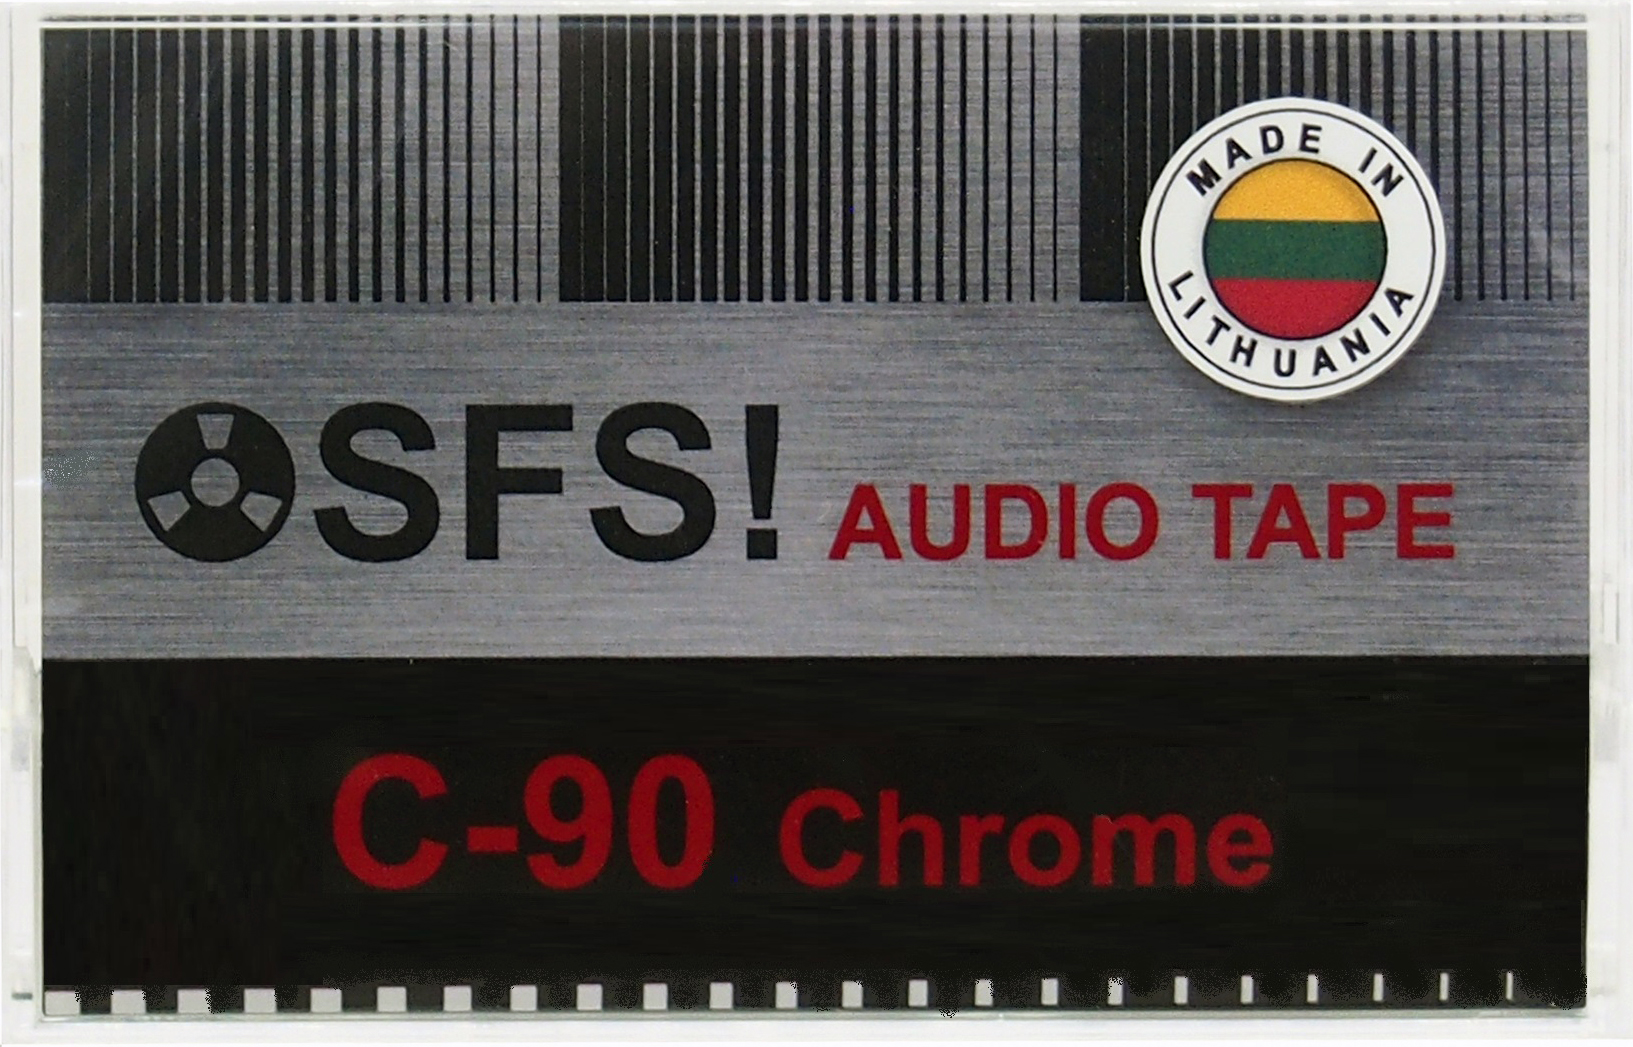 MADE IN
LITHUANIA
SFS! AUDIO TAPE
C-90 Chrome